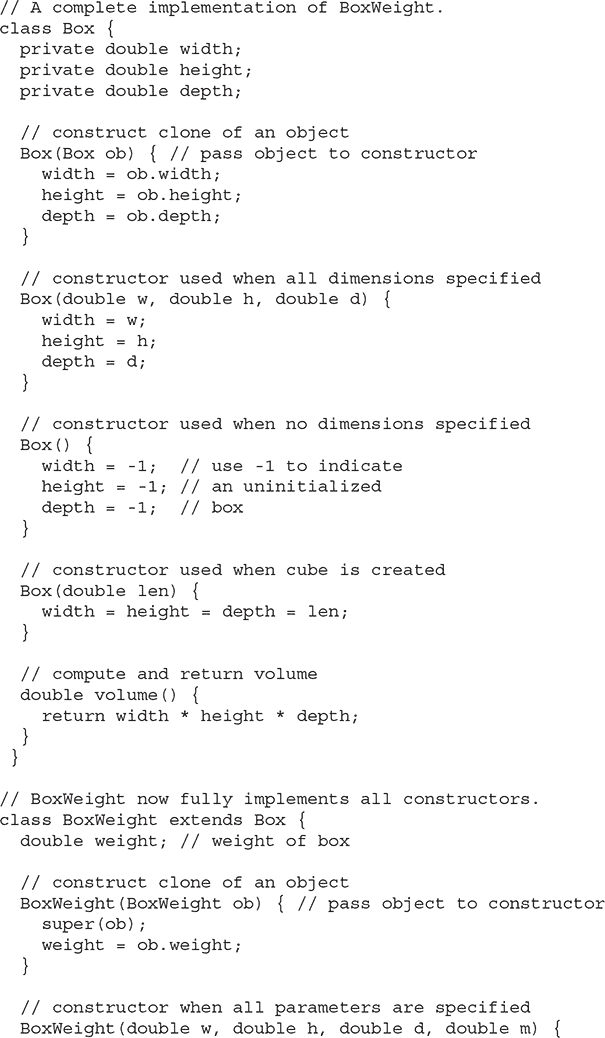 // A complete implementation of BoxWeight.
class Box {
  private double width;
  private double height;
  private double depth;

  // construct clone of an object
  Box(Box ob) { // pass object to constructor
    width = ob.width;
    height = ob.height;
    depth = ob.depth;
  }

  // constructor used when all dimensions specified
  Box(double w, double h, double d) {
    width = w;
    height = h;
    depth = d;
  }

  // constructor used when no dimensions specified
  Box() {
    width = -1;  // use -1 to indicate
    height = -1; // an uninitialized
    depth = -1;  // box
  }

  // constructor used when cube is created
  Box(double len) {
    width = height = depth = len;
  }

  // compute and return volume
  double volume() {
    return width * height * depth;
  }
 }

// BoxWeight now fully implements all constructors.
class BoxWeight extends Box {
  double weight; // weight of box

  // construct clone of an object
  BoxWeight(BoxWeight ob) { // pass object to constructor
    super(ob);
    weight = ob.weight;
  }

  // constructor when all parameters are specified
  BoxWeight(double w, double h, double d, double m) {